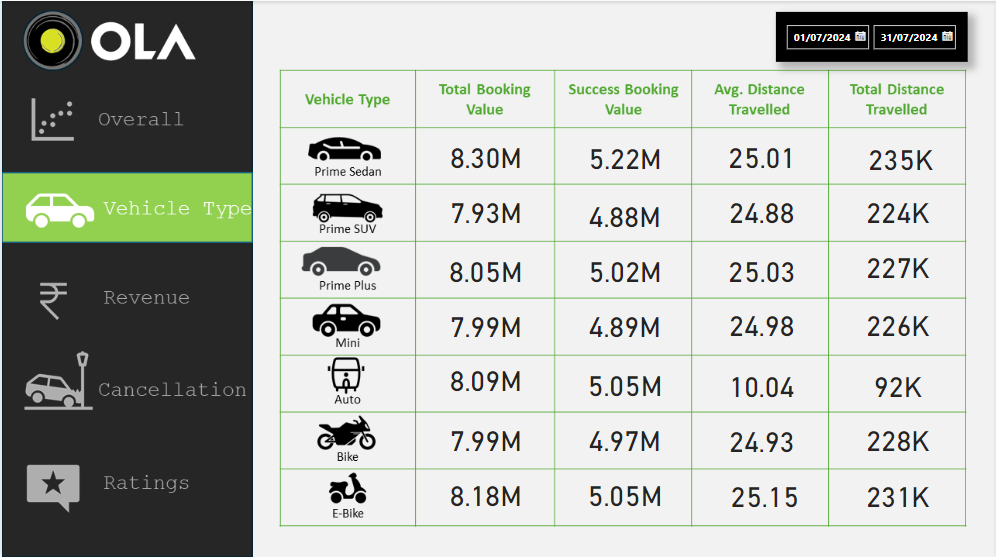 OLA
01/07/2024 31/07/2024
Overall
Vehicle Type
Revenue
Cancellation
Ratings
Vehicle Type
Total Booking
Value
Success Booking
Value
Avg. Distance
Travelled
Total Distance
Travelled
Prime Sedan
8.30M
5.22M
25.01
235K
Prime SUV
7.93M
4.88M
24.88
224K
Prime Plus
8.05M
5.02M
25.03
227K
Mini
7.99M
4.89M
24.98
226K
Auto
8.09M
5.05M
10.04
92K
Bike
7.99M
4.97M
24.93
228K
E-Bike
8.18M
5.05M
25.15
231K